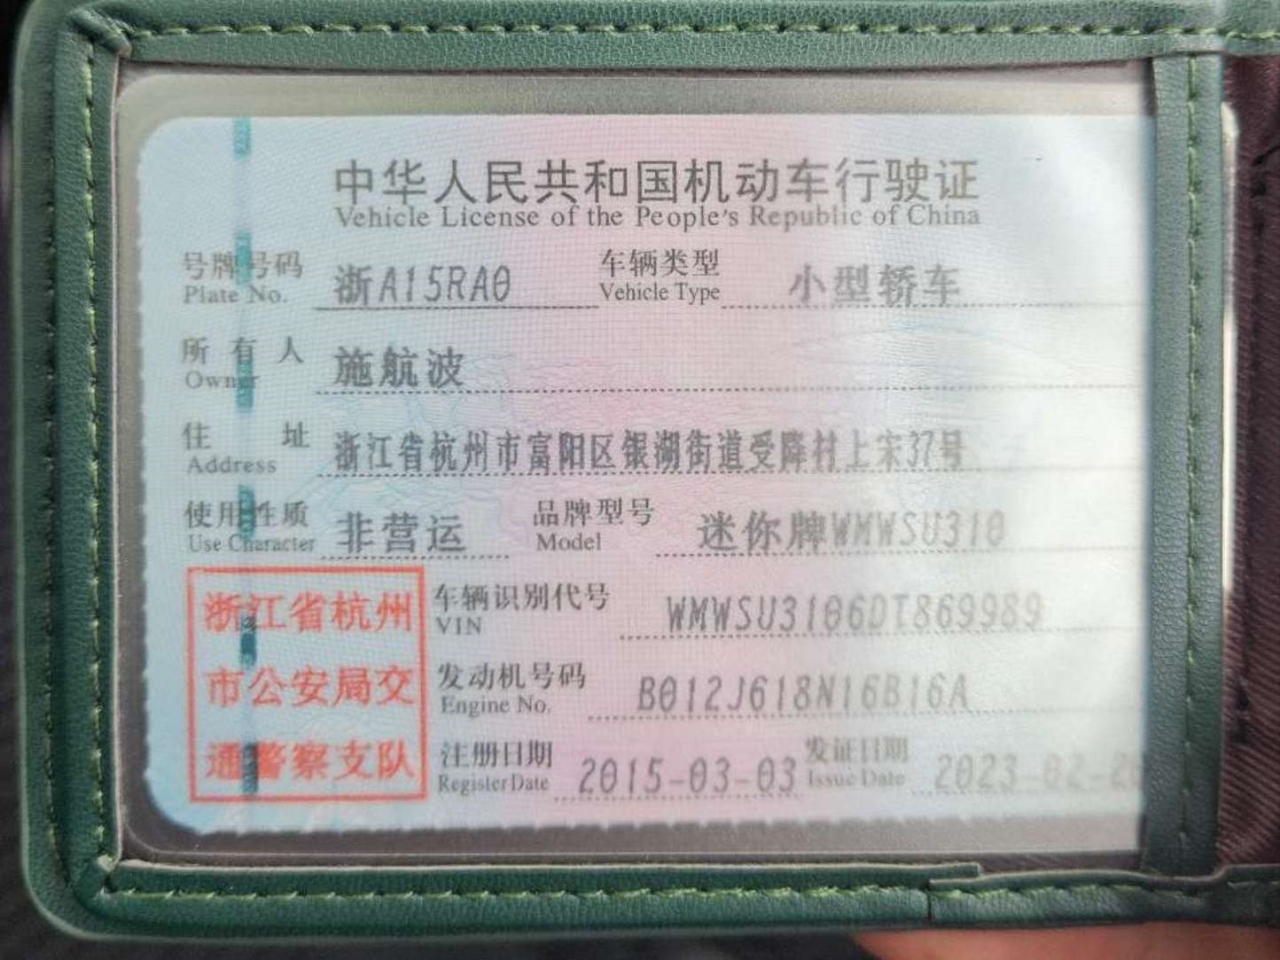 中华人民共和国机动车行驶证
Vehicle License of the People's Republic of China
号牌号码 浙A15RA0 车辆类型 小型轿车
Plate No. Vehicle Type
所有人 施航波
Owner
住址 浙江省杭州市富阳区银湖街道受降村上宋37号
Address
使用性质 非营运 品牌型号 迷你牌WMWSU310
Use Character Model
浙江省杭州
市公安局交
通警察支队
车辆识别代号 WMWSU3106DT869989
VIN
发动机号码 B012J618N16B16A
Engine No.
注册日期 2015-03-03 发证日期 2023-02-2
Register Date Issue Date